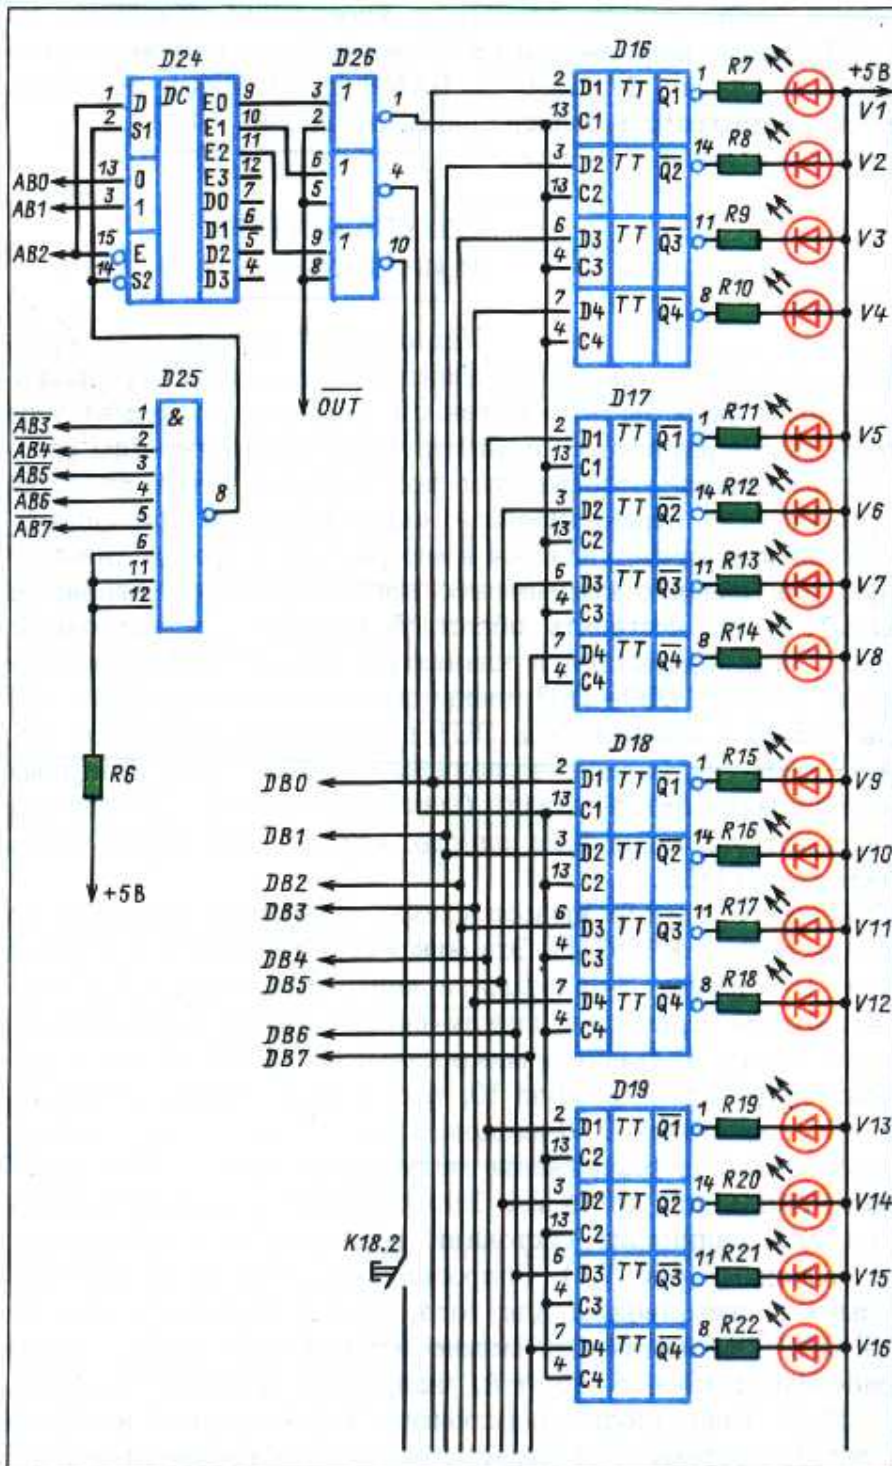 D24
1 D DC E0 9
2 S1 E1 10
E2 11
AB0 13 0 E3 12
AB1 3 1 D0 7
D1 6
AB2 15 E D2 5
14 S2 D3 4
D26
3 1 1
2
6 1 4
5
9 1 10
8
OUT
D25
AB3 1 &
AB4 2
AB5 3
AB6 4 8
AB7 5
6
11
12
R6
+5В
D16
2 D1 TT Q1 1 R7 +5В
13 C1 V1
3 D2 TT Q2 14 R8 V2
13 C2
6 D3 TT Q3 11 R9 V3
4 C3
7 D4 TT Q4 8 R10 V4
4 C4
D17
2 D1 TT Q1 1 R11 V5
13 C1
3 D2 TT Q2 14 R12 V6
13 C2
6 D3 TT Q3 11 R13 V7
4 C3
7 D4 TT Q4 8 R14 V8
4 C4
DB0
DB1
DB2
DB3
DB4
DB5
DB6
DB7
D18
2 D1 TT Q1 1 R15 V9
13 C1
3 D2 TT Q2 14 R16 V10
13 C2
6 D3 TT Q3 11 R17 V11
4 C3
7 D4 TT Q4 8 R18 V12
4 C4
D19
2 D1 TT Q1 1 R19 V13
13 C2
3 D2 TT Q2 14 R20 V14
13 C2
6 D3 TT Q3 11 R21 V15
4 C3
7 D4 TT Q4 8 R22 V16
4 C4
K18.2